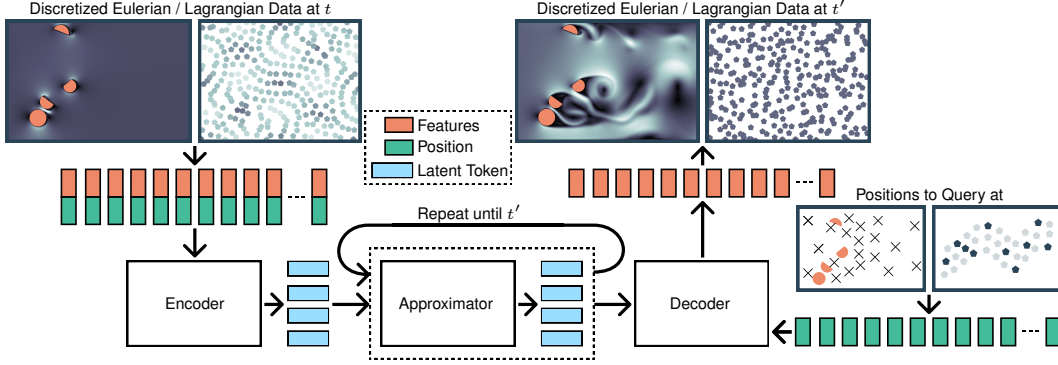 Discretized Eulerian / Lagrangian Data at t
Discretized Eulerian / Lagrangian Data at t′
Features
Position
Latent Token
Positions to Query at
Repeat until t′
Encoder
Approximator
Decoder